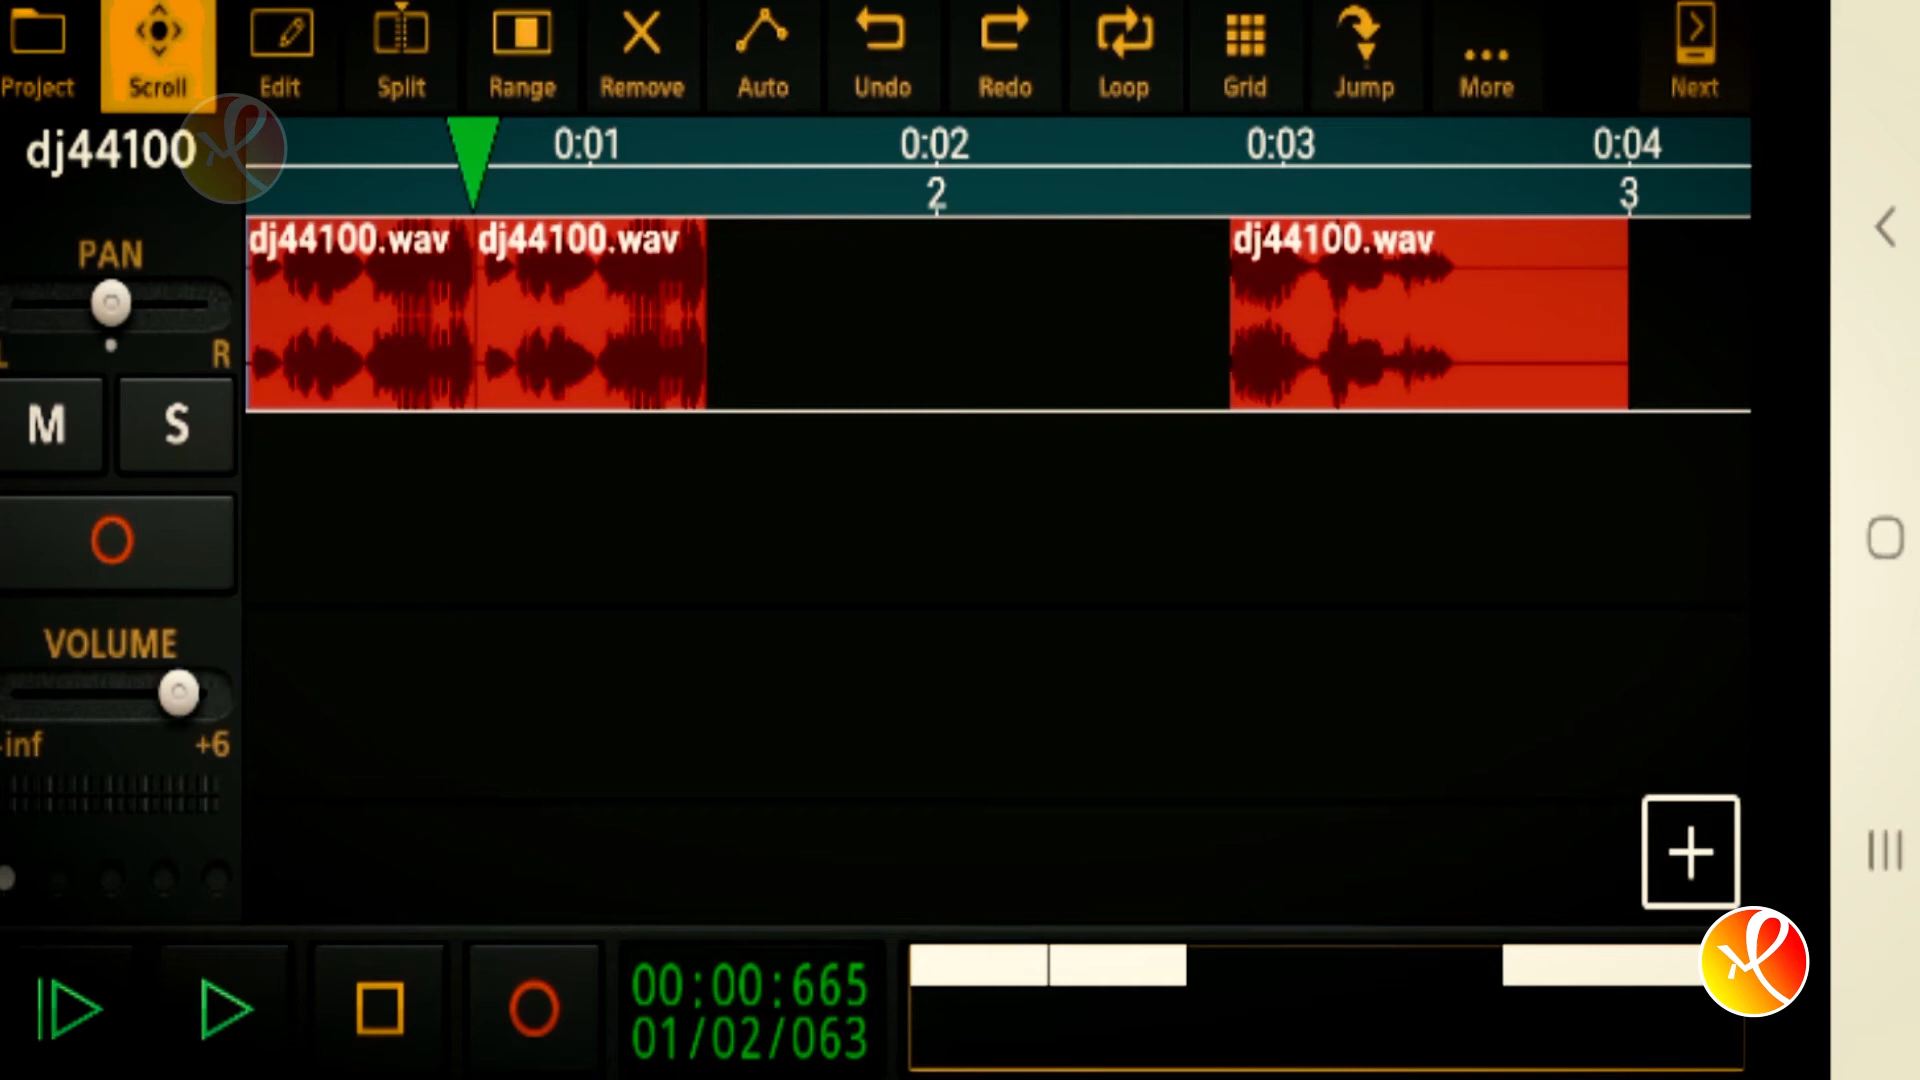 Project Scroll Edit Split Range Remove Auto Undo Redo Loop Grid Jump More Next
dj44100
0:01 0:02 0:03 0:04
2 3
dj44100.wav dj44100.wav dj44100.wav
PAN
L R
M S
VOLUME
-inf +6
00:00:665
01/02/063